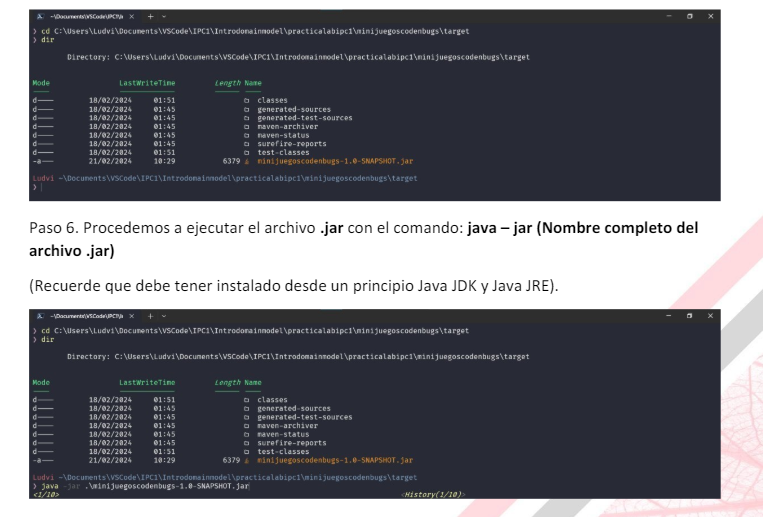 ~\Documents\VSCode\IPC1\Ir
> cd C:\Users\Ludvi\Documents\VSCode\IPC1\Introdomainmodel\practicalabipc1\minijuegoscodenbugs\target
> dir
Directory: C:\Users\Ludvi\Documents\VSCode\IPC1\Introdomainmodel\practicalabipc1\minijuegoscodenbugs\target
Mode LastWriteTime Length Name
d---- 18/02/2024 01:51 classes
d---- 18/02/2024 01:45 generated-sources
d---- 18/02/2024 01:45 generated-test-sources
d---- 18/02/2024 01:45 maven-archiver
d---- 18/02/2024 01:45 maven-status
d---- 18/02/2024 01:45 surefire-reports
d---- 18/02/2024 01:51 test-classes
-a--- 21/02/2024 10:29 6379 minijuegoscodenbugs-1.0-SNAPSHOT.jar
Ludvi ~\Documents\VSCode\IPC1\Introdomainmodel\practicalabipc1\minijuegoscodenbugs\target
>
Paso 6. Procedemos a ejecutar el archivo .jar con el comando: java – jar (Nombre completo del
archivo .jar)
(Recuerde que debe tener instalado desde un principio Java JDK y Java JRE).
~\Documents\VSCode\IPC1\Ir
> cd C:\Users\Ludvi\Documents\VSCode\IPC1\Introdomainmodel\practicalabipc1\minijuegoscodenbugs\target
> dir
Directory: C:\Users\Ludvi\Documents\VSCode\IPC1\Introdomainmodel\practicalabipc1\minijuegoscodenbugs\target
Mode LastWriteTime Length Name
d---- 18/02/2024 01:51 classes
d---- 18/02/2024 01:45 generated-sources
d---- 18/02/2024 01:45 generated-test-sources
d---- 18/02/2024 01:45 maven-archiver
d---- 18/02/2024 01:45 maven-status
d---- 18/02/2024 01:45 surefire-reports
d---- 18/02/2024 01:51 test-classes
-a--- 21/02/2024 10:29 6379 minijuegoscodenbugs-1.0-SNAPSHOT.jar
Ludvi ~\Documents\VSCode\IPC1\Introdomainmodel\practicalabipc1\minijuegoscodenbugs\target
> java -jar .\minijuegoscodenbugs-1.0-SNAPSHOT.jar
<1/10> <History(1/10)>